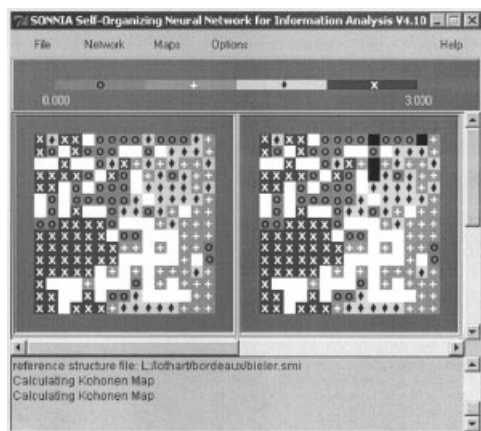 SONNIA Self-Organizing Neural Network for Information Analysis V4.10
File Network Maps Options Help
0.000 3.000
reference structure file: L:/lothart/bordeaux/bieler.smi
Calculating Kohonen Map
Calculating Kohonen Map